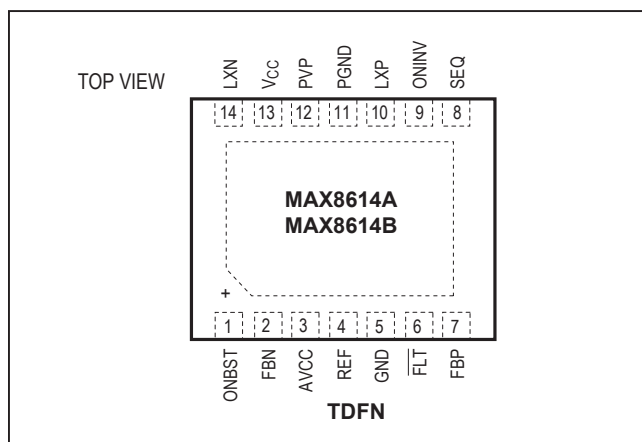 TOP VIEW
LXN
VCC
PVP
PGND
LXP
ONINV
SEQ
14 13 12 11 10 9 8
MAX8614A
MAX8614B
+
1 2 3 4 5 6 7
ONBST
FBN
AVCC
REF
GND
FLT
FBP
TDFN